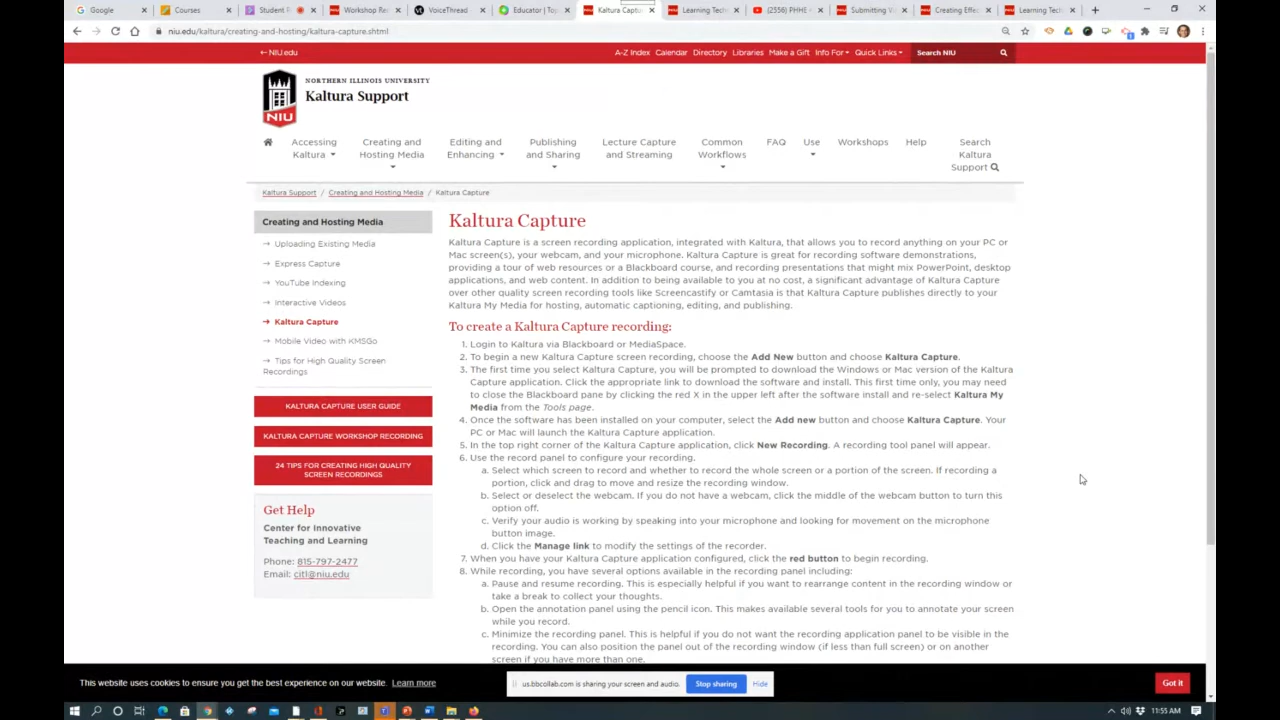 Google
Courses
Student R
Workshop Res
VoiceThread
Educator | To
Kaltura Captu
Learning Tech
(2556) PHHE
Submitting V
Creating Effec
Learning Tech
niu.edu/kaltura/creating-and-hosting/kaltura-capture.shtml
←NIU.edu
A-Z Index Calendar Directory Libraries Make a Gift Info For Quick Links Search NIU
NORTHERN ILLINOIS UNIVERSITY
Kaltura Support
NIU
Accessing Kaltura
Creating and Hosting Media
Editing and Enhancing
Publishing and Sharing
Lecture Capture and Streaming
Common Workflows
FAQ
Use
Workshops
Help
Search Kaltura Support
Kaltura Support / Creating and Hosting Media / Kaltura Capture
Creating and Hosting Media
→ Uploading Existing Media
→ Express Capture
→ YouTube Indexing
→ Interactive Videos
→ Kaltura Capture
→ Mobile Video with KMSGo
→ Tips for High Quality Screen
Recordings
KALTURA CAPTURE USER GUIDE
KALTURA CAPTURE WORKSHOP RECORDING
24 TIPS FOR CREATING HIGH QUALITY
SCREEN RECORDINGS
Get Help
Center for Innovative
Teaching and Learning
Phone: 815-797-2477
Email: citl@niu.edu
Kaltura Capture
Kaltura Capture is a screen recording application, integrated with Kaltura, that allows you to record anything on your PC or
Mac screen(s), your webcam, and your microphone. Kaltura Capture is great for recording software demonstrations,
providing a tour of web resources or a Blackboard course, and recording presentations that might mix PowerPoint, desktop
applications, and web content. In addition to being available to you at no cost, a significant advantage of Kaltura Capture
over other quality screen recording tools like Screencastify or Camtasia is that Kaltura Capture publishes directly to your
Kaltura My Media for hosting, automatic captioning, editing, and publishing.
To create a Kaltura Capture recording:
1. Login to Kaltura via Blackboard or MediaSpace.
2. To begin a new Kaltura Capture screen recording, choose the Add New button and choose Kaltura Capture.
3. The first time you select Kaltura Capture, you will be prompted to download the Windows or Mac version of the Kaltura
Capture application. Click the appropriate link to download the software and install. This first time only, you may need
to close the Blackboard pane by clicking the red X in the upper left after the software install and re-select Kaltura My
Media from the Tools page.
4. Once the software has been installed on your computer, select the Add new button and choose Kaltura Capture. Your
PC or Mac will launch the Kaltura Capture application.
5. In the top right corner of the Kaltura Capture application, click New Recording. A recording tool panel will appear.
6. Use the record panel to configure your recording.
a. Select which screen to record and whether to record the whole screen or a portion of the screen. If recording a
portion, click and drag to move and resize the recording window.
b. Select or deselect the webcam. If you do not have a webcam, click the middle of the webcam button to turn this
option off.
c. Verify your audio is working by speaking into your microphone and looking for movement on the microphone
button image.
d. Click the Manage link to modify the settings of the recorder.
7. When you have your Kaltura Capture application configured, click the red button to begin recording.
8. While recording, you have several options available in the recording panel including:
a. Pause and resume recording. This is especially helpful if you want to rearrange content in the recording window or
take a break to collect your thoughts.
b. Open the annotation panel using the pencil icon. This makes available several tools for you to annotate your screen
while you record.
c. Minimize the recording panel. This is helpful if you do not want the recording application panel to be visible in the
recording. You can also position the panel out of the recording window (if less than full screen) or on another
screen if you have more than one.
This website uses cookies to ensure you get the best experience on our website. Learn more
us.bbcollab.com is sharing your screen and audio. Stop sharing Hide
Got it
11:55 AM